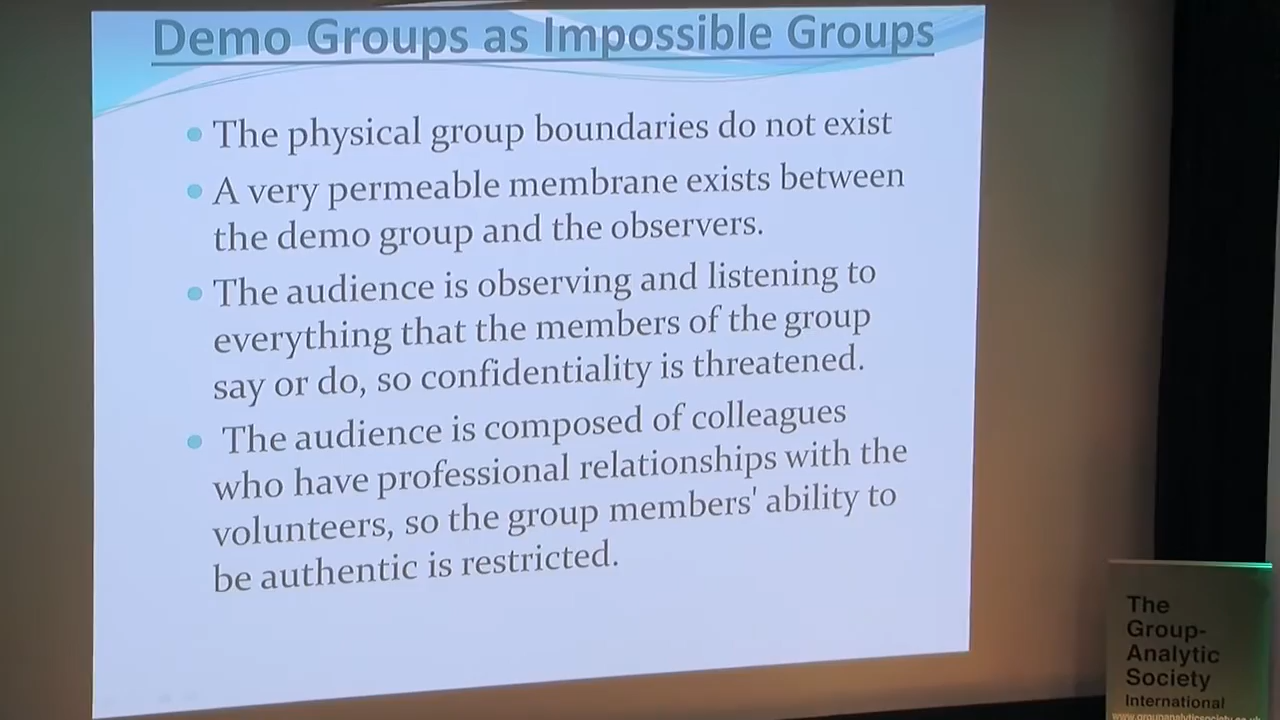 Demo Groups as Impossible Groups
• The physical group boundaries do not exist
• A very permeable membrane exists between
the demo group and the observers.
• The audience is observing and listening to
everything that the members of the group
say or do, so confidentiality is threatened.
• The audience is composed of colleagues
who have professional relationships with the
volunteers, so the group members' ability to
be authentic is restricted.
The
Group-
Analytic
Society
International